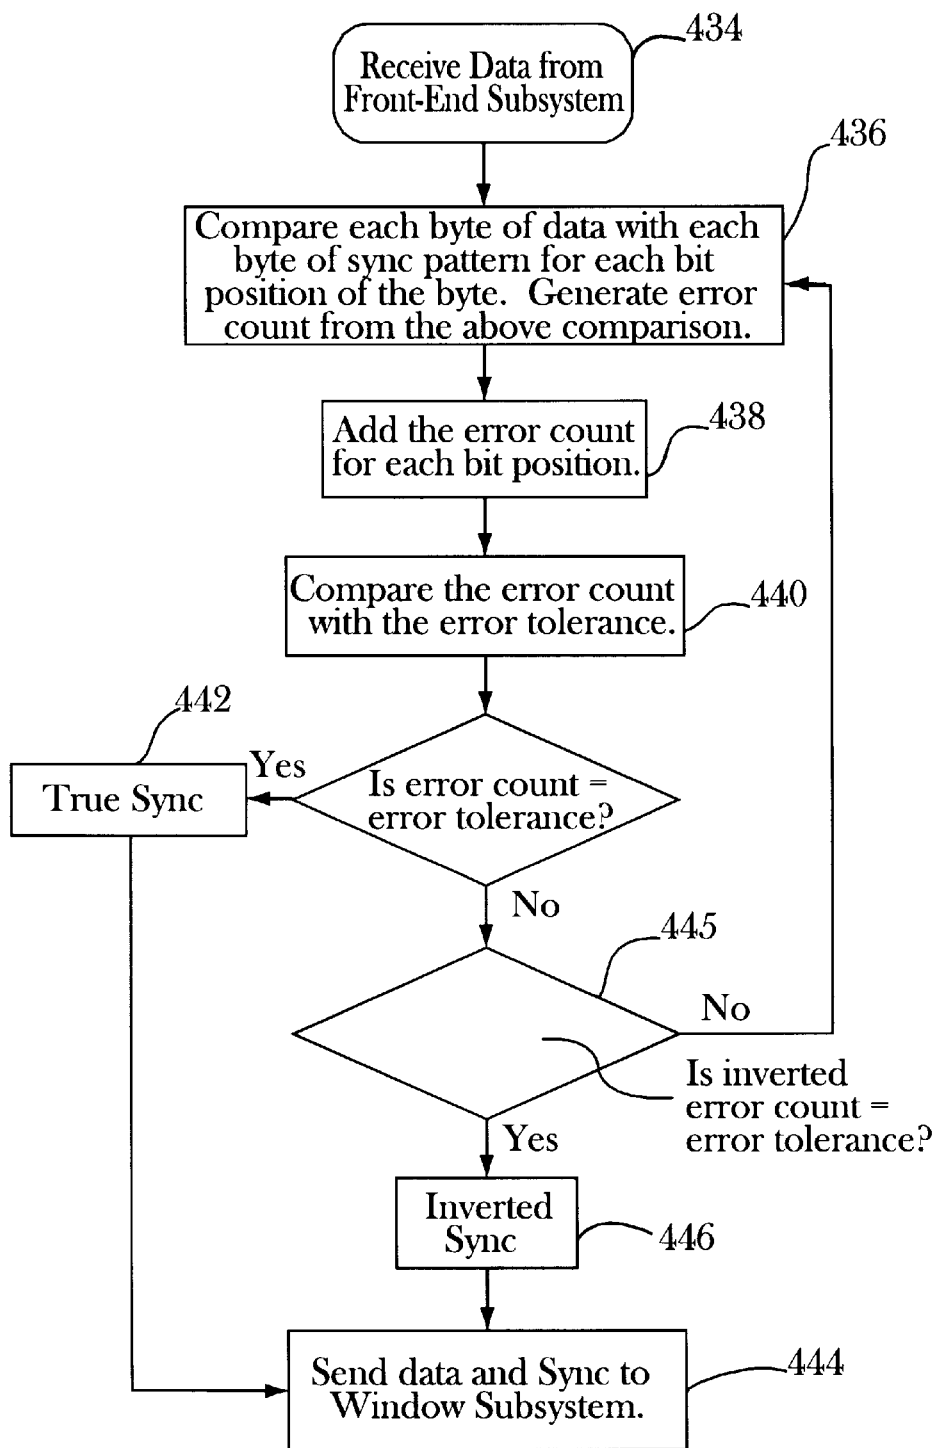 434
Receive Data from
Front-End Subsystem
436
Compare each byte of data with each
byte of sync pattern for each bit
position of the byte. Generate error
count from the above comparison.
438
Add the error count
for each bit position.
440
Compare the error count
with the error tolerance.
442
True Sync
Yes
Is error count =
error tolerance?
No
445
No
Is inverted
error count =
error tolerance?
Yes
Inverted
Sync
446
444
Send data and Sync to
Window Subsystem.